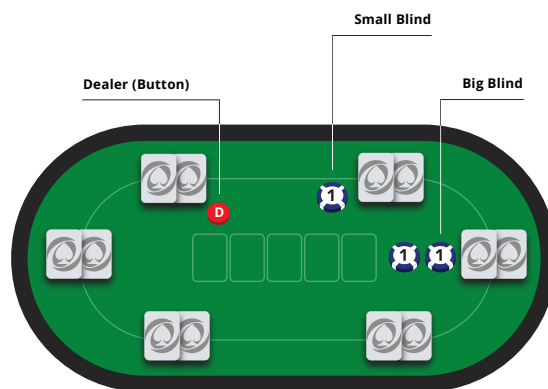 Small Blind
Dealer (Button)
Big Blind
1
D
1 1